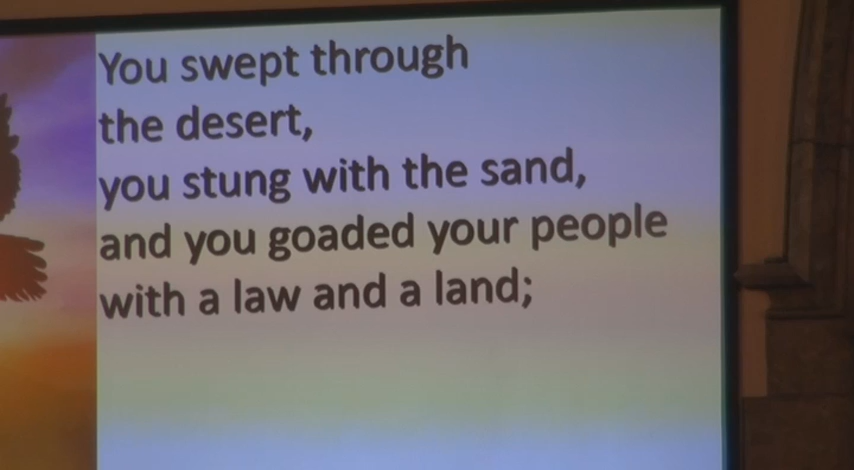 You swept through
the desert,
you stung with the sand,
and you goaded your people
with a law and a land;